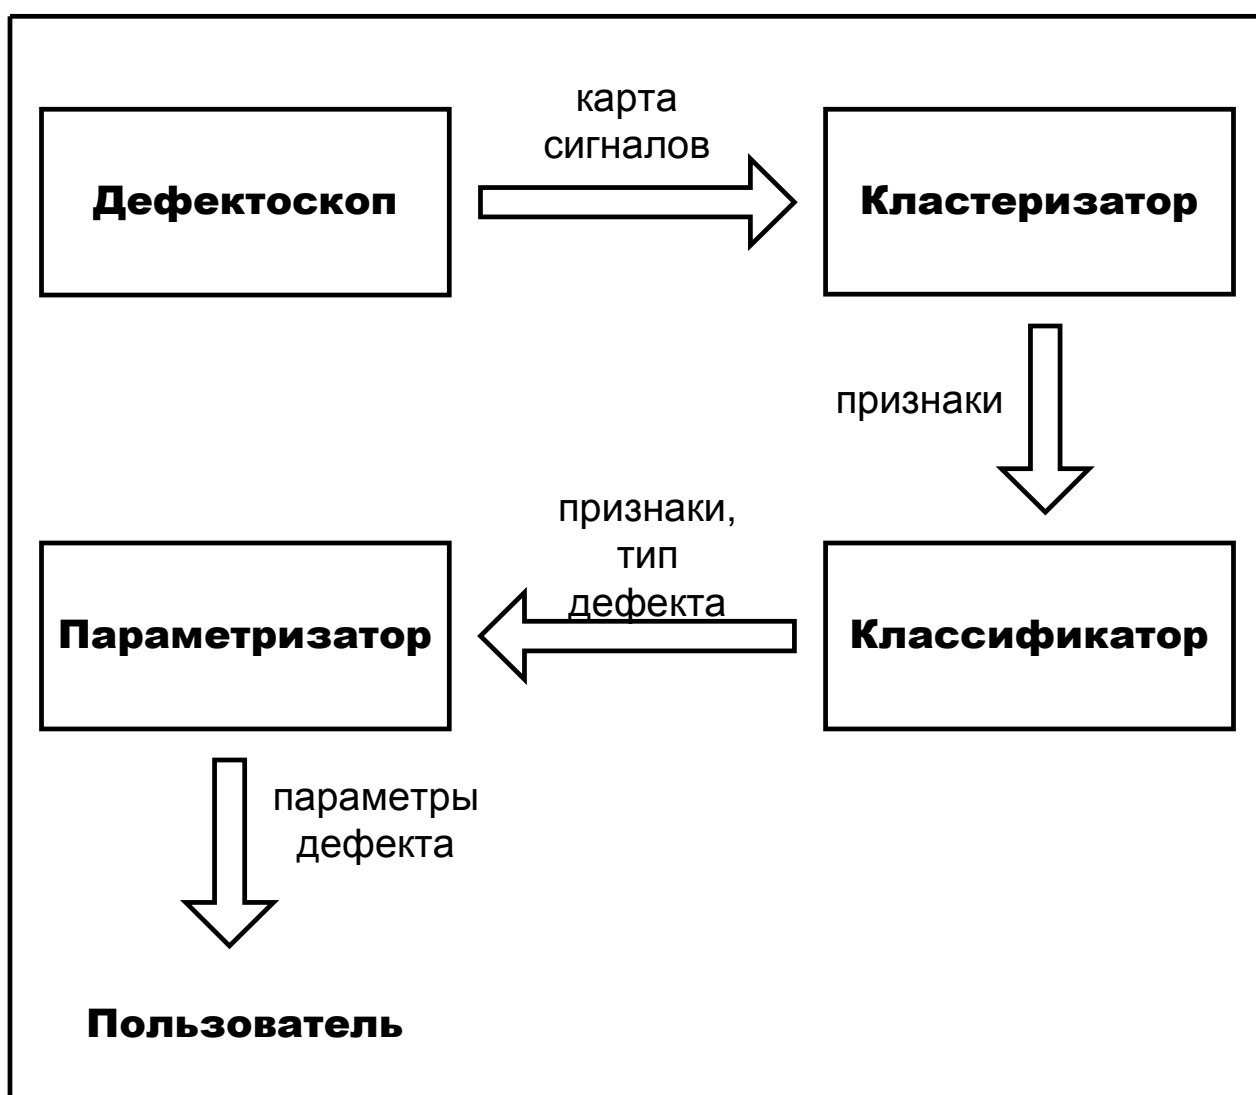 карта
сигналов
Дефектоскоп
Кластеризатор
признаки
признаки,
тип
дефекта
Параметризатор
Классификатор
параметры
дефекта
Пользователь